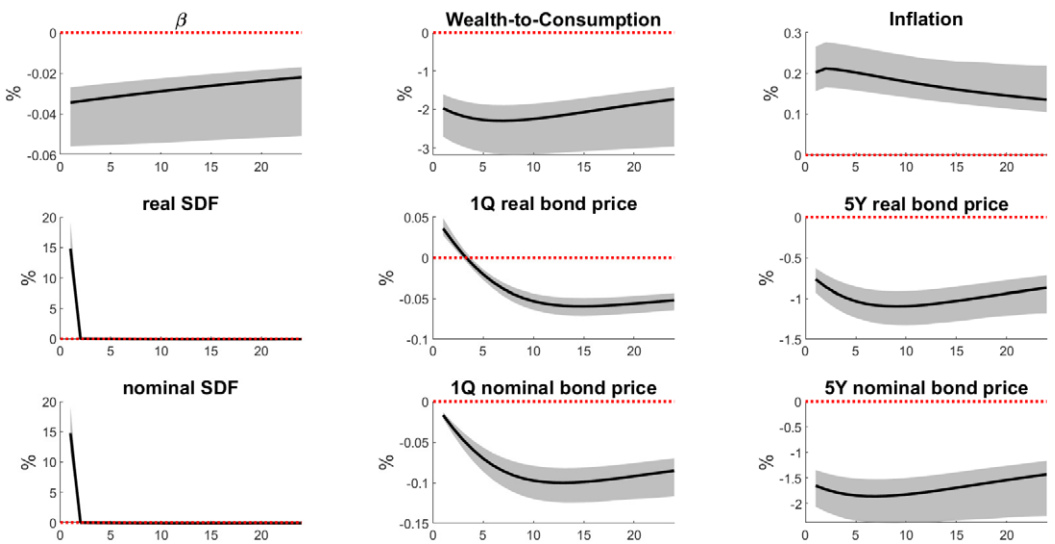 β
Wealth-to-Consumption
Inflation
0
-0.02
-0.04
-0.06
%
0 5 10 15 20
0
-1
-2
-3
%
0 5 10 15 20
0.3
0.2
0.1
0
%
0 5 10 15 20
real SDF
1Q real bond price
5Y real bond price
20
15
10
5
0
%
0 5 10 15 20
0.05
0
-0.05
-0.1
%
0 5 10 15 20
0
-0.5
-1
-1.5
%
0 5 10 15 20
nominal SDF
1Q nominal bond price
5Y nominal bond price
20
15
10
5
0
%
0 5 10 15 20
0
-0.05
-0.1
-0.15
%
0 5 10 15 20
0
-0.5
-1
-1.5
-2
%
0 5 10 15 20